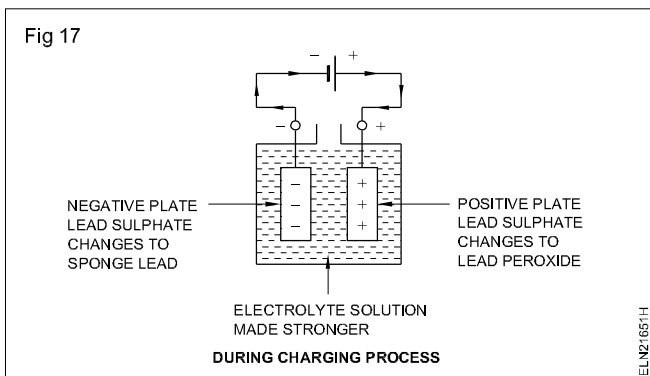 Fig 17
− +
− +
NEGATIVE PLATE
LEAD SULPHATE
CHANGES TO
SPONGE LEAD
−
−
−
+
+
+
POSITIVE PLATE
LEAD SULPHATE
CHANGES TO
LEAD PEROXIDE
ELECTROLYTE SOLUTION
MADE STRONGER
DURING CHARGING PROCESS
ELN21651H